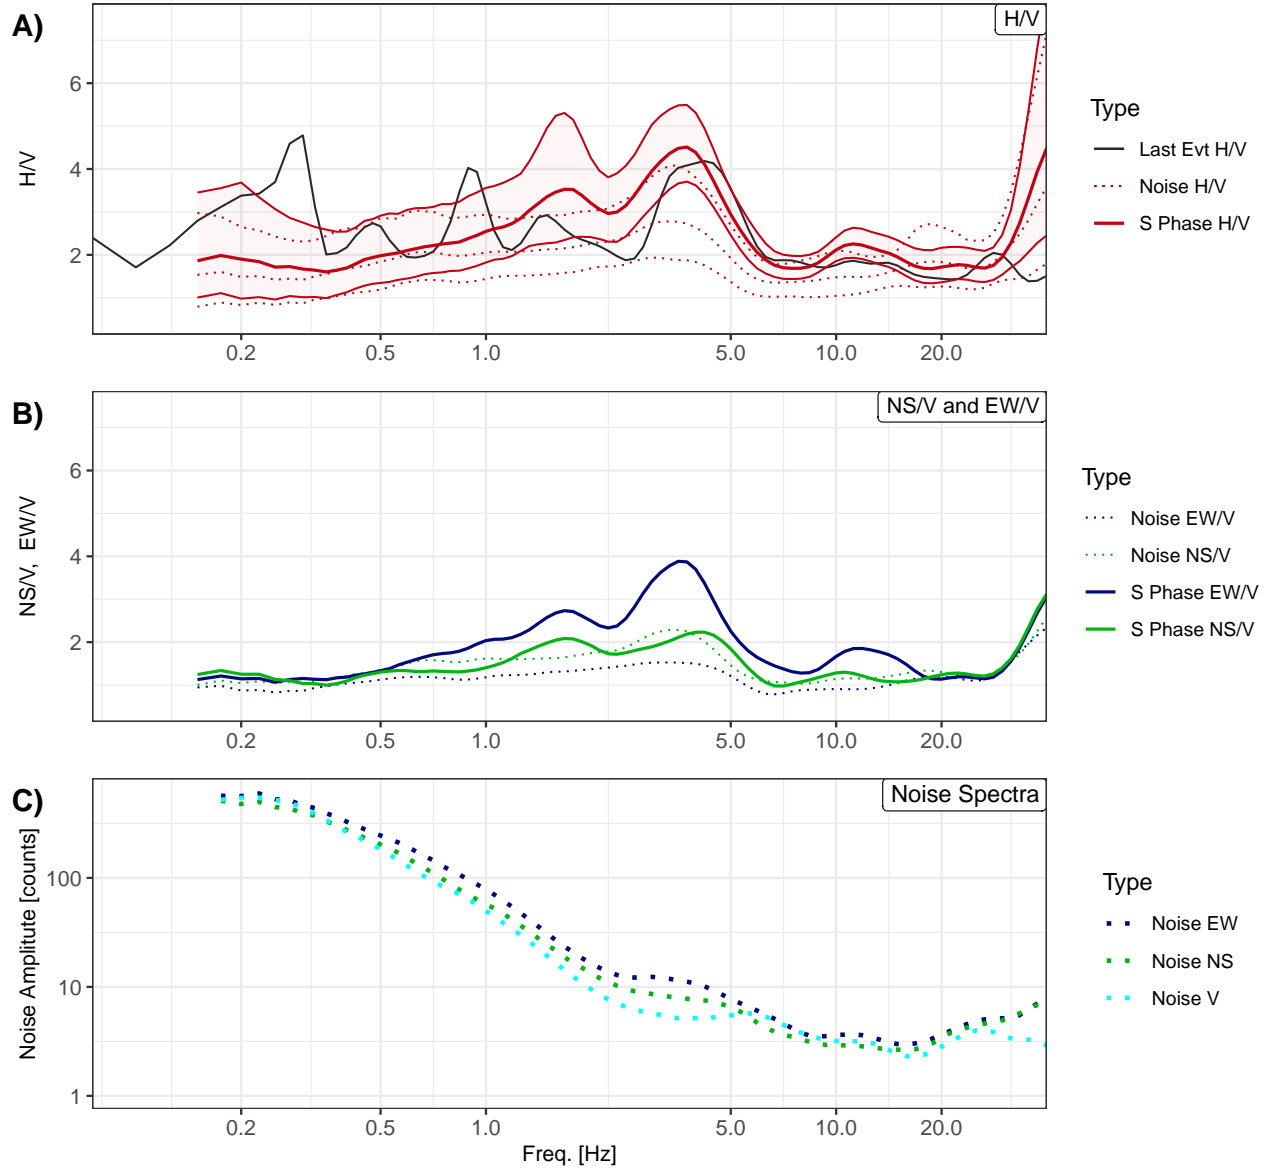 A)
H/V
6
4
2
H/V
0.2
0.5
1.0
5.0
10.0
20.0
Type
Last Evt H/V
Noise H/V
S Phase H/V
B)
NS/V and EW/V
6
4
2
NS/V,  EW/V
0.2
0.5
1.0
5.0
10.0
20.0
Type
Noise EW/V
Noise NS/V
S Phase EW/V
S Phase NS/V
C)
Noise Spectra
100
10
1
Noise Amplitute [counts]
0.2
0.5
1.0
5.0
10.0
20.0
Freq. [Hz]
Type
Noise EW
Noise NS
Noise V